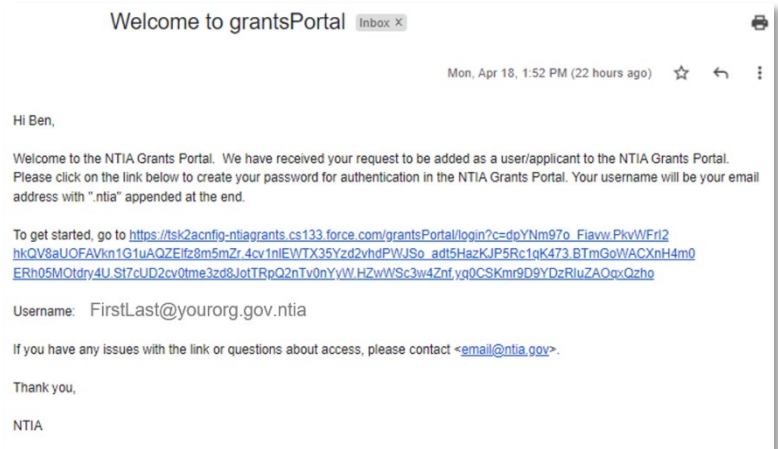 Welcome to grantsPortal Inbox x
Mon, Apr 18, 1:52 PM (22 hours ago)
Hi Ben,
Welcome to the NTIA Grants Portal. We have received your request to be added as a user/applicant to the NTIA Grants Portal.
Please click on the link below to create your password for authentication in the NTIA Grants Portal. Your username will be your email
address with ".ntia" appended at the end.
To get started, go to https://tsk2acnfig-ntiagrants.cs133.force.com/grantsPortal/login?c=dpYNm97o_Fiavw.PkvWFrI2
hkQV8aUOFAVkn1G1uAQZElfz8m5mZr.4cv1nlEWTX35Yzd2vhdPWJSo_adt5HazKJP5Rc1qK473.BTmGoWACXnH4m0
ERh05MOtdry4U.St7cUD2cv0tme3zd8JotTRpQ2nTv0nYyW.HZwWSc3w4Znf.yq0CSKmr9D9YDzRIuZAOqxQzho
Username: FirstLast@yourorg.gov.ntia
If you have any issues with the link or questions about access, please contact <email@ntia.gov>.
Thank you,
NTIA